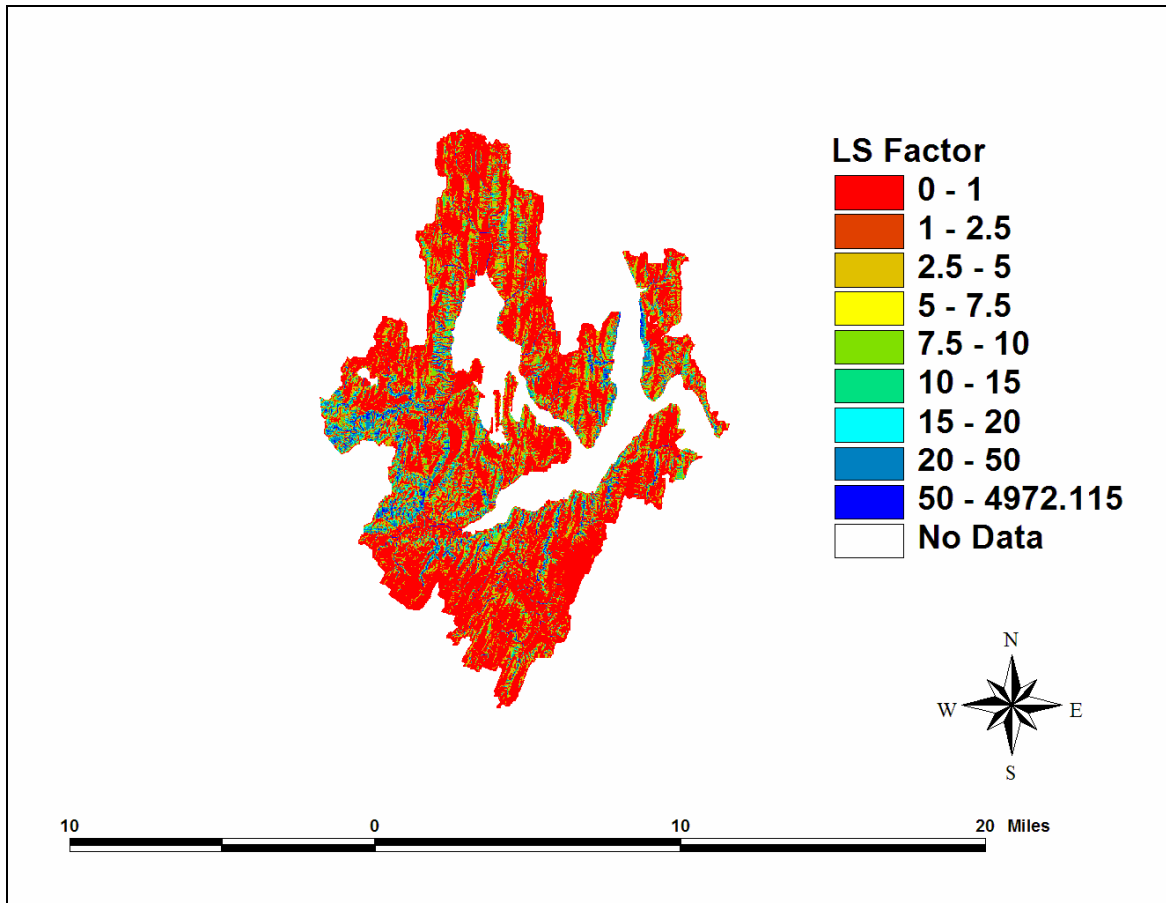 LS Factor
0 - 1
1 - 2.5
2.5 - 5
5 - 7.5
7.5 - 10
10 - 15
15 - 20
20 - 50
50 - 4972.115
No Data
N
W E
S
10 0 10 20 Miles